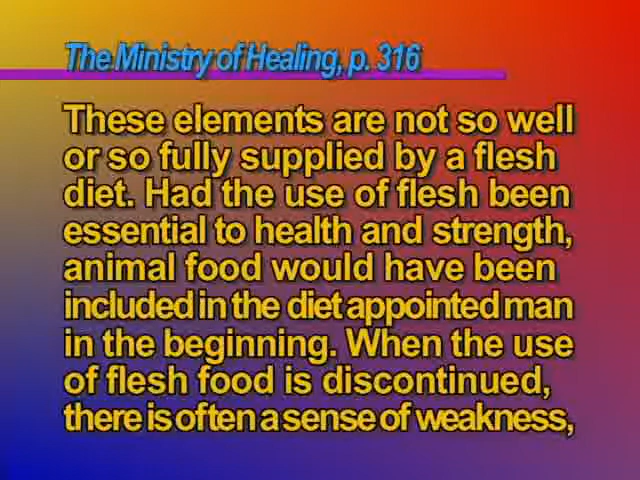 The Ministry of Healing, p. 316
These elements are not so well
or so fully supplied by a flesh
diet. Had the use of flesh been
essential to health and strength,
animal food would have been
included in the diet appointed man
in the beginning. When the use
of flesh food is discontinued,
there is often a sense of weakness,